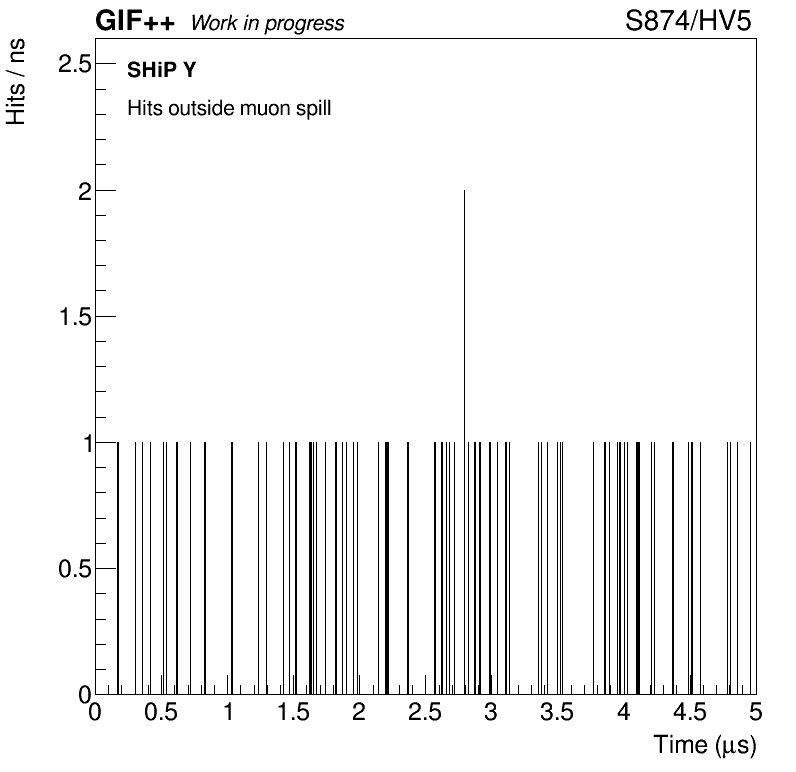 GIF++ Work in progress S874/HV5
Hits / ns
SHiP Y
Hits outside muon spill
2.5
2
1.5
1
0.5
0
0 0.5 1 1.5 2 2.5 3 3.5 4 4.5 5
Time (μs)